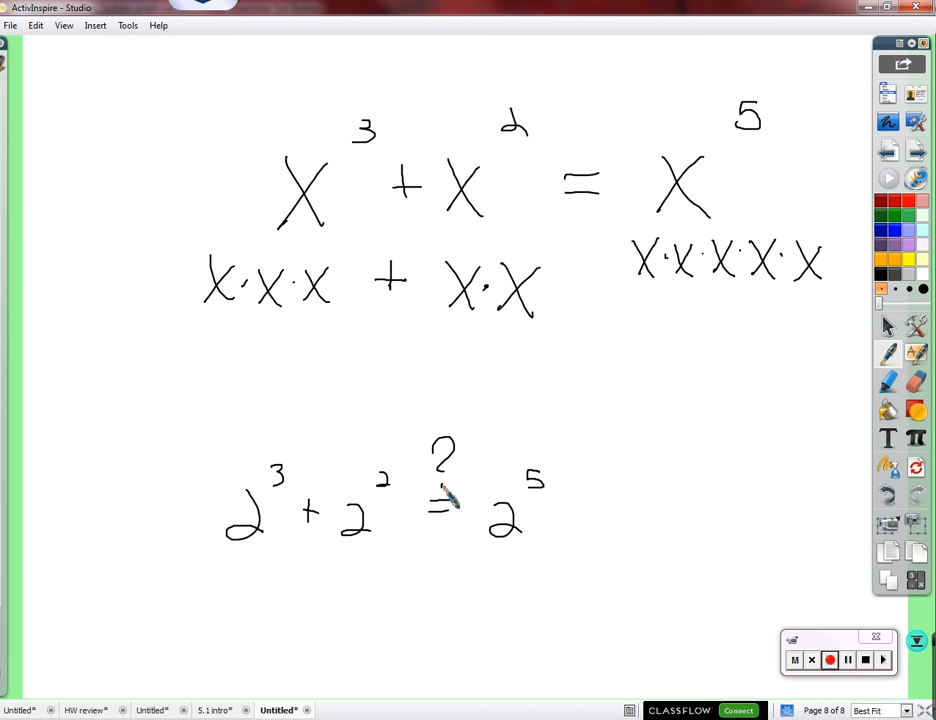 ActivInspire - Studio
File Edit View Insert Tools Help
x³ + x² = x⁵
x·x·x + x·x x·x·x·x·x
?
2³ + 2² = 2⁵
M
Untitled* HW review* Untitled* 5.1 intro* Untitled* CLASSFLOW Connect Page 8 of 8 Best Fit